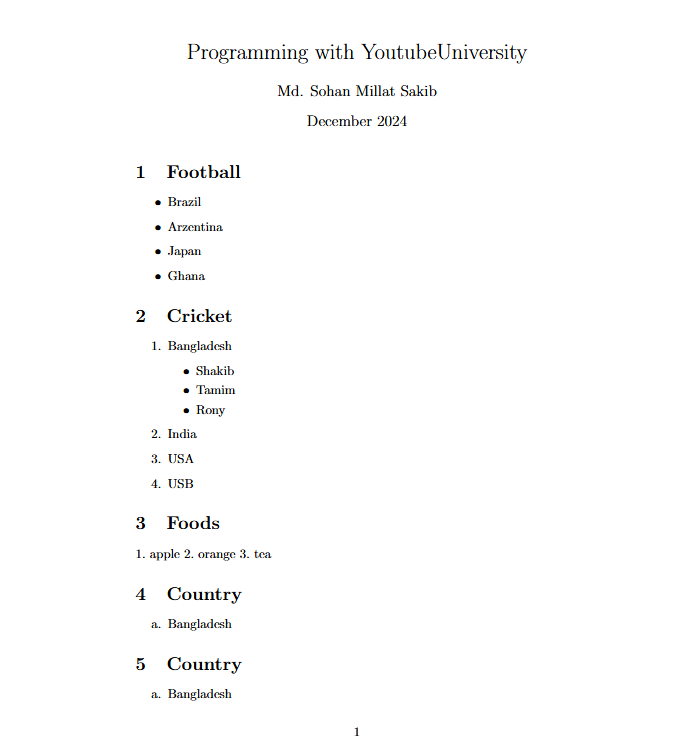 Programming with YoutubeUniversity
Md. Sohan Millat Sakib
December 2024
1 Football
• Brazil
• Arzentina
• Japan
• Ghana
2 Cricket
1. Bangladesh
• Shakib
• Tamim
• Rony
2. India
3. USA
4. USB
3 Foods
1. apple 2. orange 3. tea
4 Country
a. Bangladesh
5 Country
a. Bangladesh
1